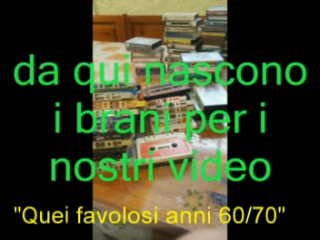 da qui nascono
i brani per i
nostri video
"Quei favolosi anni 60/70"